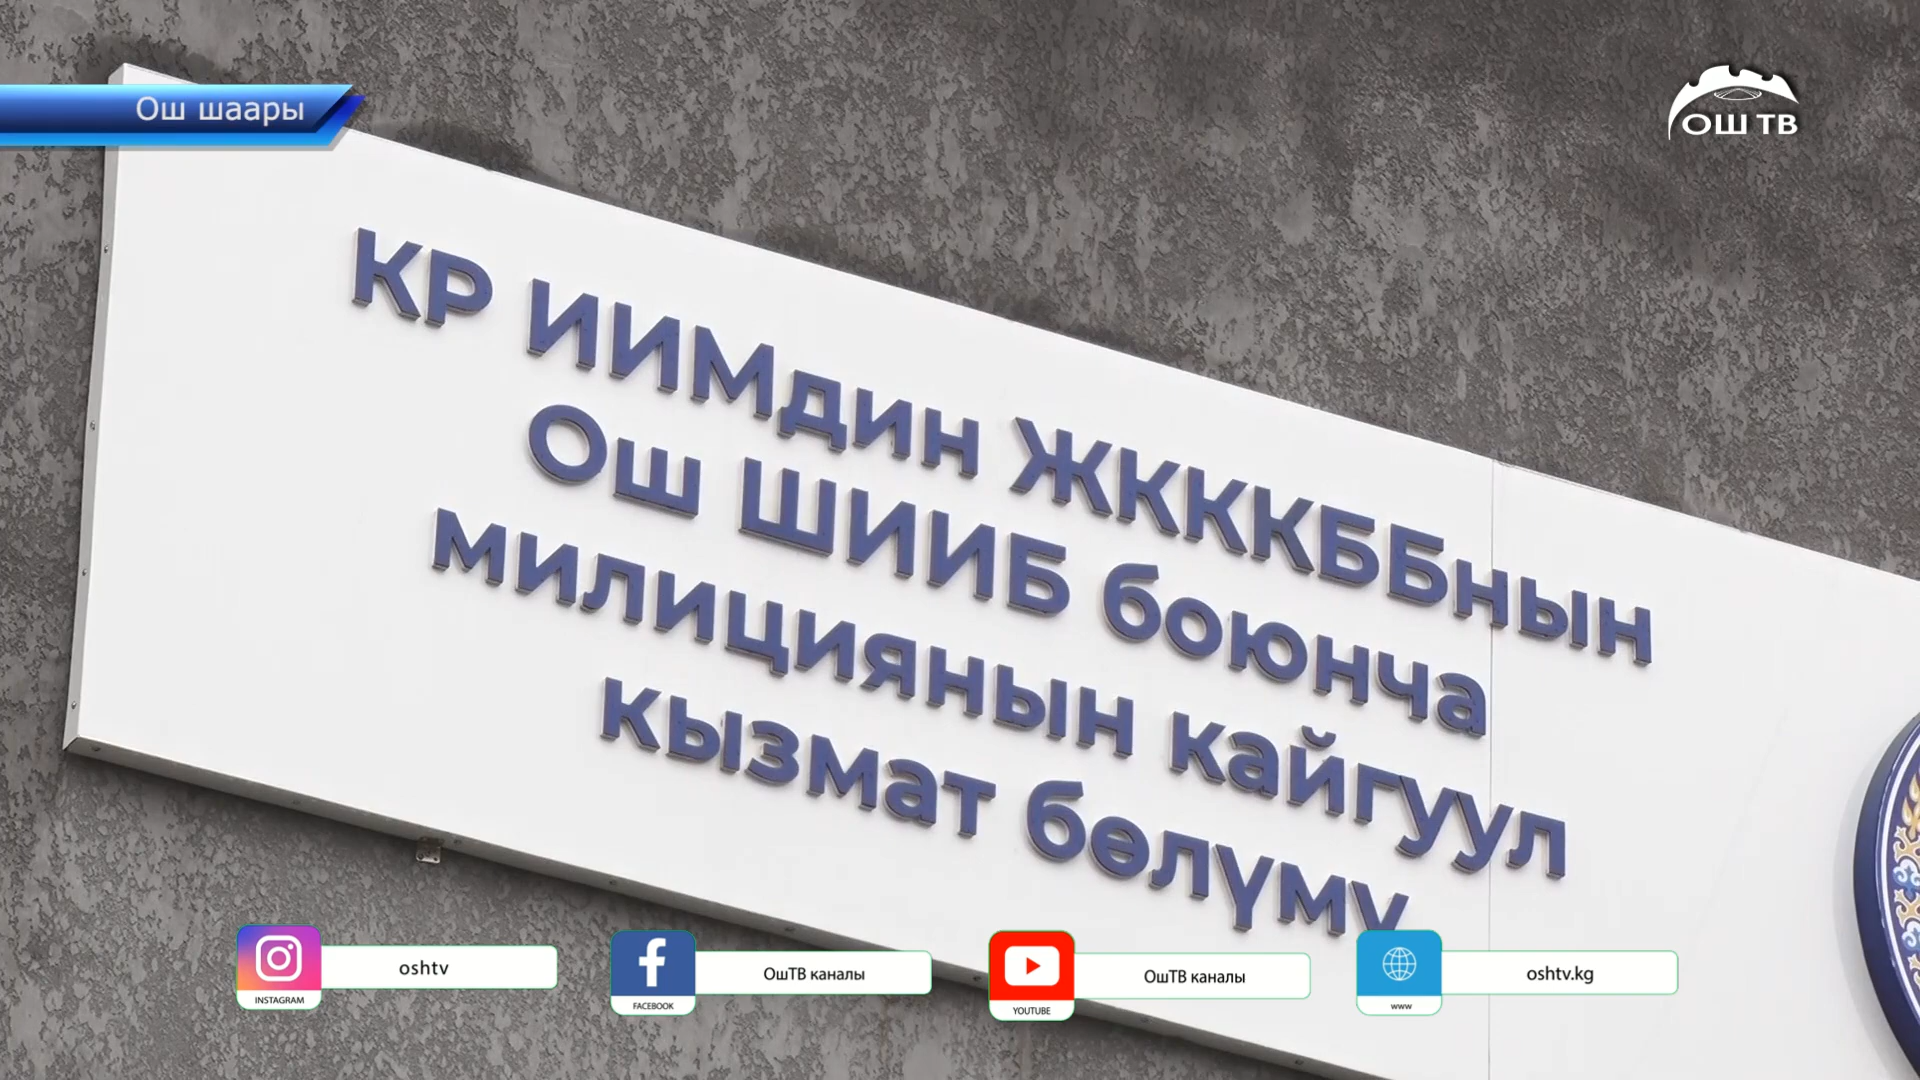 Ош шаары
ОШ ТВ
КР ИИМдин ЖКККББнын
Ош ШИИБ боюнча
милициянын кайгуул
кызмат бөлүмү
oshtv
INSTAGRAM
ОшТВ каналы
FACEBOOK
ОшТВ каналы
YOUTUBE
oshtv.kg
www